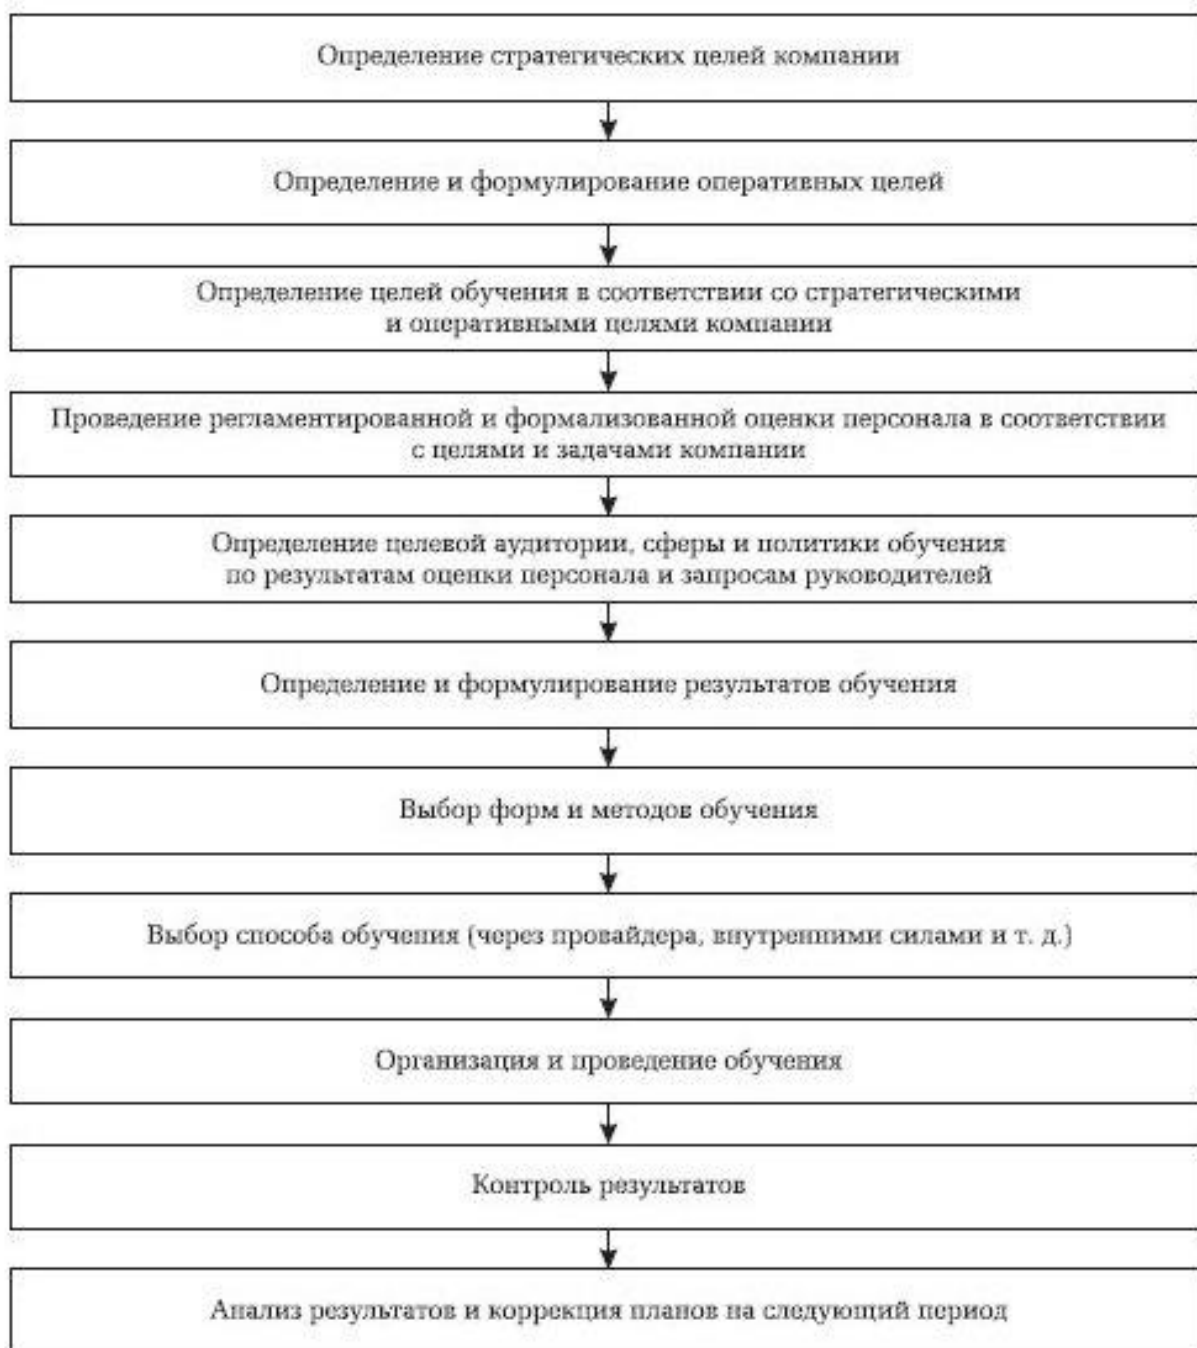 Определение стратегических целей компании
Определение и формулирование оперативных целей
Определение целей обучения в соответствии со стратегическими
и оперативными целями компании
Проведение регламентированной и формализованной оценки персонала в соответствии
с целями и задачами компании
Определение целевой аудитории, сферы и политики обучения
по результатам оценки персонала и запросам руководителей
Определение и формулирование результатов обучения
Выбор форм и методов обучения
Выбор способа обучения (через провайдера, внутренними силами и т. д.)
Организация и проведение обучения
Контроль результатов
Анализ результатов и коррекция планов на следующий период